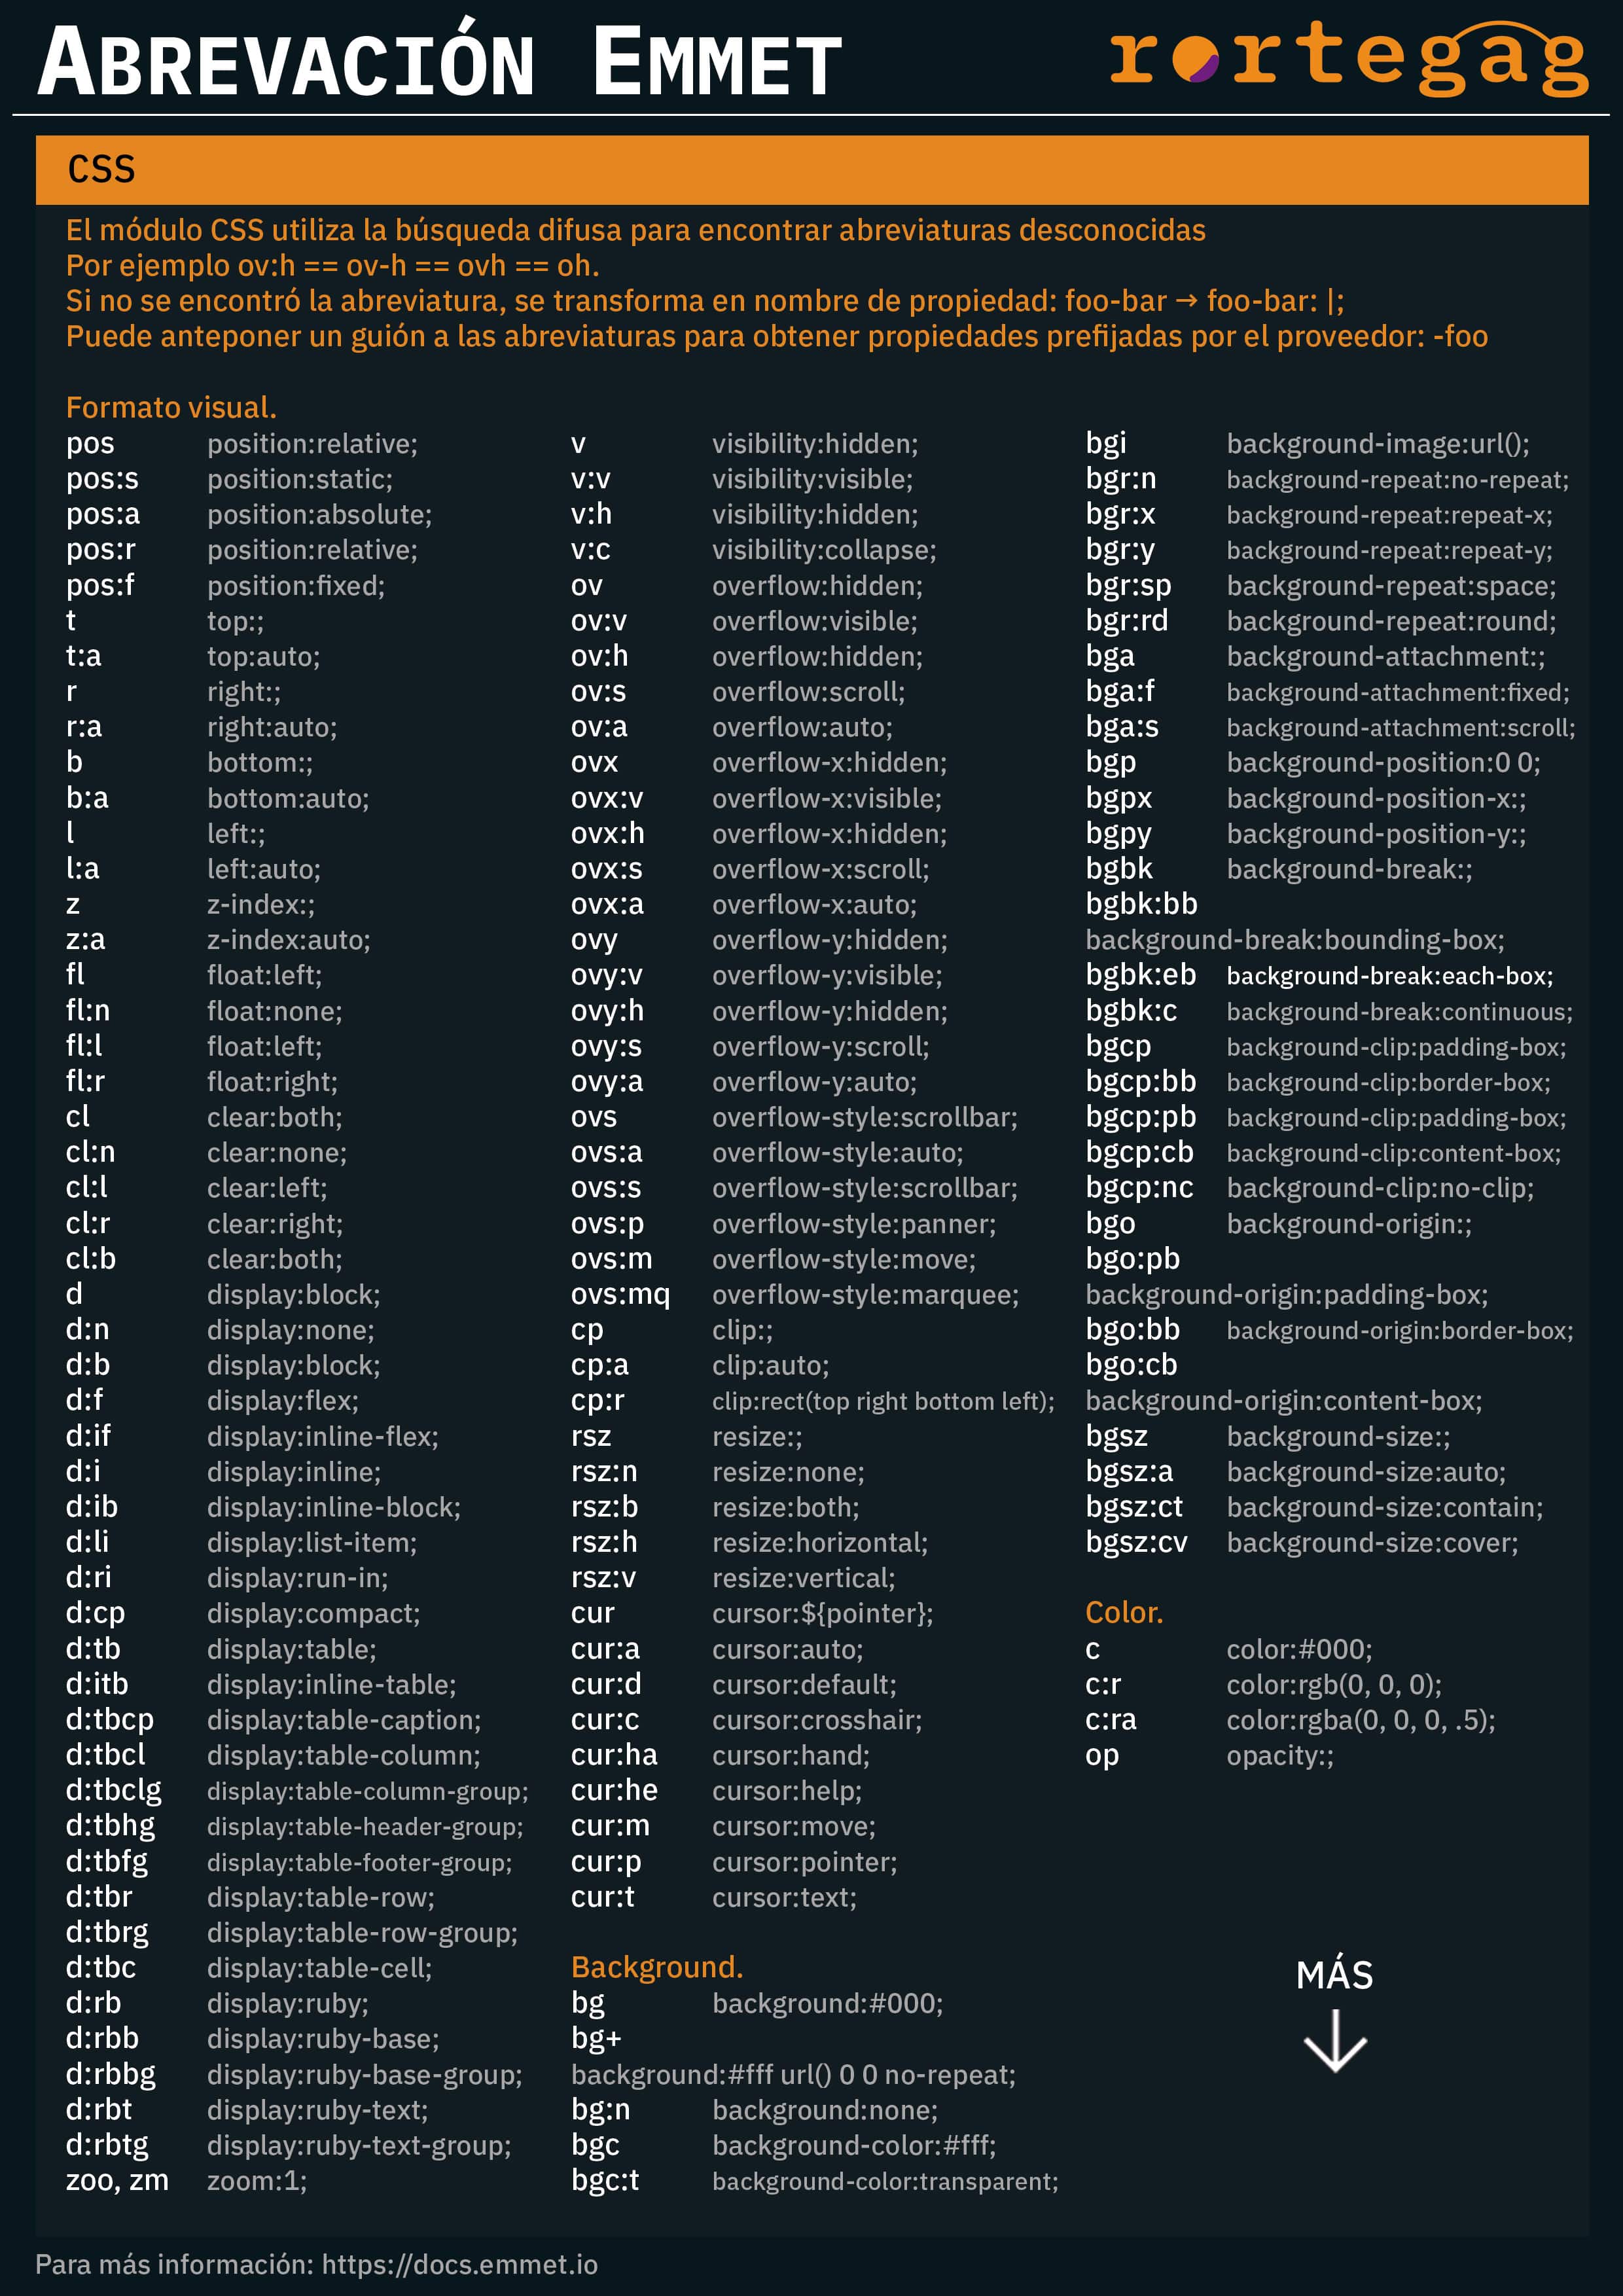 ABREVACIÓN EMMET
rortegag
CSS
El módulo CSS utiliza la búsqueda difusa para encontrar abreviaturas desconocidas
Por ejemplo ov:h == ov-h == ovh == oh.
Si no se encontró la abreviatura, se transforma en nombre de propiedad: foo-bar → foo-bar: |;
Puede anteponer un guión a las abreviaturas para obtener propiedades prefijadas por el proveedor: -foo
Formato visual.
pos position:relative;
pos:s position:static;
pos:a position:absolute;
pos:r position:relative;
pos:f position:fixed;
t top:;
t:a top:auto;
r right:;
r:a right:auto;
b bottom:;
b:a bottom:auto;
l left:;
l:a left:auto;
z z-index:;
z:a z-index:auto;
fl float:left;
fl:n float:none;
fl:l float:left;
fl:r float:right;
cl clear:both;
cl:n clear:none;
cl:l clear:left;
cl:r clear:right;
cl:b clear:both;
d display:block;
d:n display:none;
d:b display:block;
d:f display:flex;
d:if display:inline-flex;
d:i display:inline;
d:ib display:inline-block;
d:li display:list-item;
d:ri display:run-in;
d:cp display:compact;
d:tb display:table;
d:itb display:inline-table;
d:tbcp display:table-caption;
d:tbcl display:table-column;
d:tbclg display:table-column-group;
d:tbhg display:table-header-group;
d:tbfg display:table-footer-group;
d:tbr display:table-row;
d:tbrg display:table-row-group;
d:tbc display:table-cell;
d:rb display:ruby;
d:rbb display:ruby-base;
d:rbbg display:ruby-base-group;
d:rbt display:ruby-text;
d:rbtg display:ruby-text-group;
zoo, zm zoom:1;
v visibility:hidden;
v:v visibility:visible;
v:h visibility:hidden;
v:c visibility:collapse;
ov overflow:hidden;
ov:v overflow:visible;
ov:h overflow:hidden;
ov:s overflow:scroll;
ov:a overflow:auto;
ovx overflow-x:hidden;
ovx:v overflow-x:visible;
ovx:h overflow-x:hidden;
ovx:s overflow-x:scroll;
ovx:a overflow-x:auto;
ovy overflow-y:hidden;
ovy:v overflow-y:visible;
ovy:h overflow-y:hidden;
ovy:s overflow-y:scroll;
ovy:a overflow-y:auto;
ovs overflow-style:scrollbar;
ovs:a overflow-style:auto;
ovs:s overflow-style:scrollbar;
ovs:p overflow-style:panner;
ovs:m overflow-style:move;
ovs:mq overflow-style:marquee;
cp clip:;
cp:a clip:auto;
cp:r clip:rect(top right bottom left);
rsz resize:;
rsz:n resize:none;
rsz:b resize:both;
rsz:h resize:horizontal;
rsz:v resize:vertical;
cur cursor:${pointer};
cur:a cursor:auto;
cur:d cursor:default;
cur:c cursor:crosshair;
cur:ha cursor:hand;
cur:he cursor:help;
cur:m cursor:move;
cur:p cursor:pointer;
cur:t cursor:text;
Background.
bg background:#000;
bg+
background:#fff url() 0 0 no-repeat;
bg:n background:none;
bgc background-color:#fff;
bgc:t background-color:transparent;
bgi background-image:url();
bgr:n background-repeat:no-repeat;
bgr:x background-repeat:repeat-x;
bgr:y background-repeat:repeat-y;
bgr:sp background-repeat:space;
bgr:rd background-repeat:round;
bga background-attachment:;
bga:f background-attachment:fixed;
bga:s background-attachment:scroll;
bgp background-position:0 0;
bgpx background-position-x:;
bgpy background-position-y:;
bgbk background-break:;
bgbk:bb
background-break:bounding-box;
bgbk:eb background-break:each-box;
bgbk:c background-break:continuous;
bgcp background-clip:padding-box;
bgcp:bb background-clip:border-box;
bgcp:pb background-clip:padding-box;
bgcp:cb background-clip:content-box;
bgcp:nc background-clip:no-clip;
bgo background-origin:;
bgo:pb
background-origin:padding-box;
bgo:bb background-origin:border-box;
bgo:cb
background-origin:content-box;
bgsz background-size:;
bgsz:a background-size:auto;
bgsz:ct background-size:contain;
bgsz:cv background-size:cover;
Color.
c color:#000;
c:r color:rgb(0, 0, 0);
c:ra color:rgba(0, 0, 0, .5);
op opacity:;
MÁS
↓
Para más información: https://docs.emmet.io